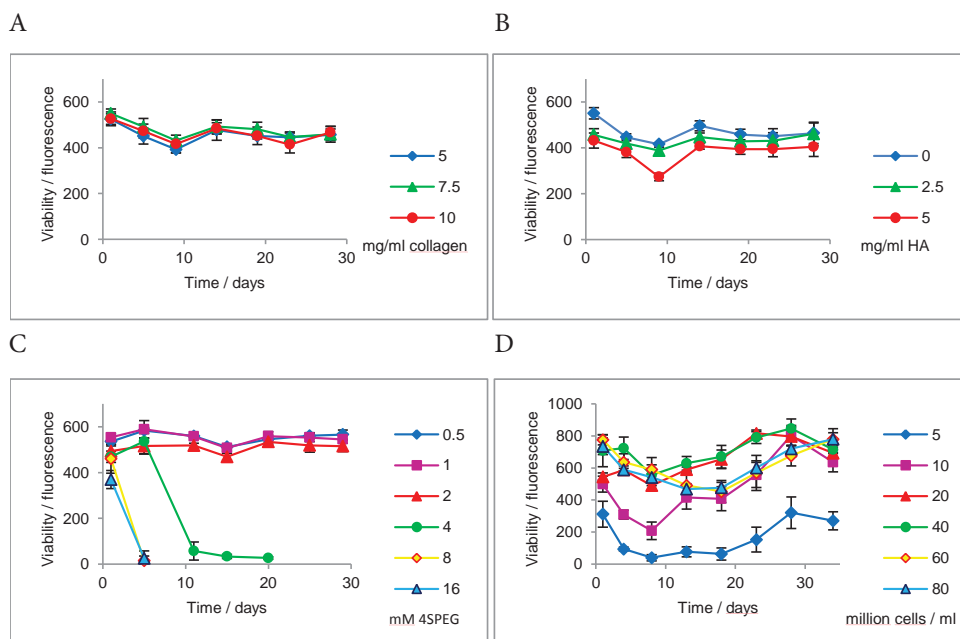 A
Viability / fluorescence
600
400
200
0
0 10 20 30
Time / days
5
7.5
10
mg/ml collagen
B
Viability / fluorescence
600
400
200
0
0 10 20 30
Time / days
0
2.5
5
mg/ml HA
C
Viability / fluorescence
600
400
200
0
0 10 20 30
Time / days
0.5
1
2
4
8
16
mM 4SPEG
D
Viability / fluorescence
1000
800
600
400
200
0
0 10 20 30
Time / days
5
10
20
40
60
80
million cells / ml